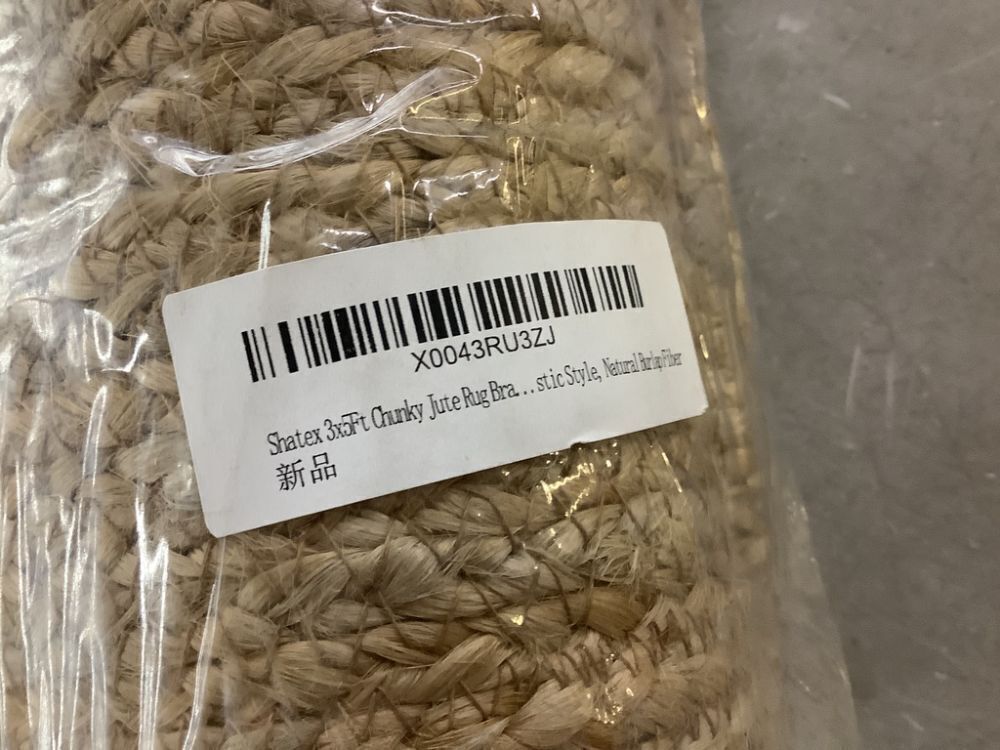 X0043RU3ZJ
Shatex 3x5Ft Chunky Jute Rug Bra...stic Style, Natural Burlap Fiber
新品